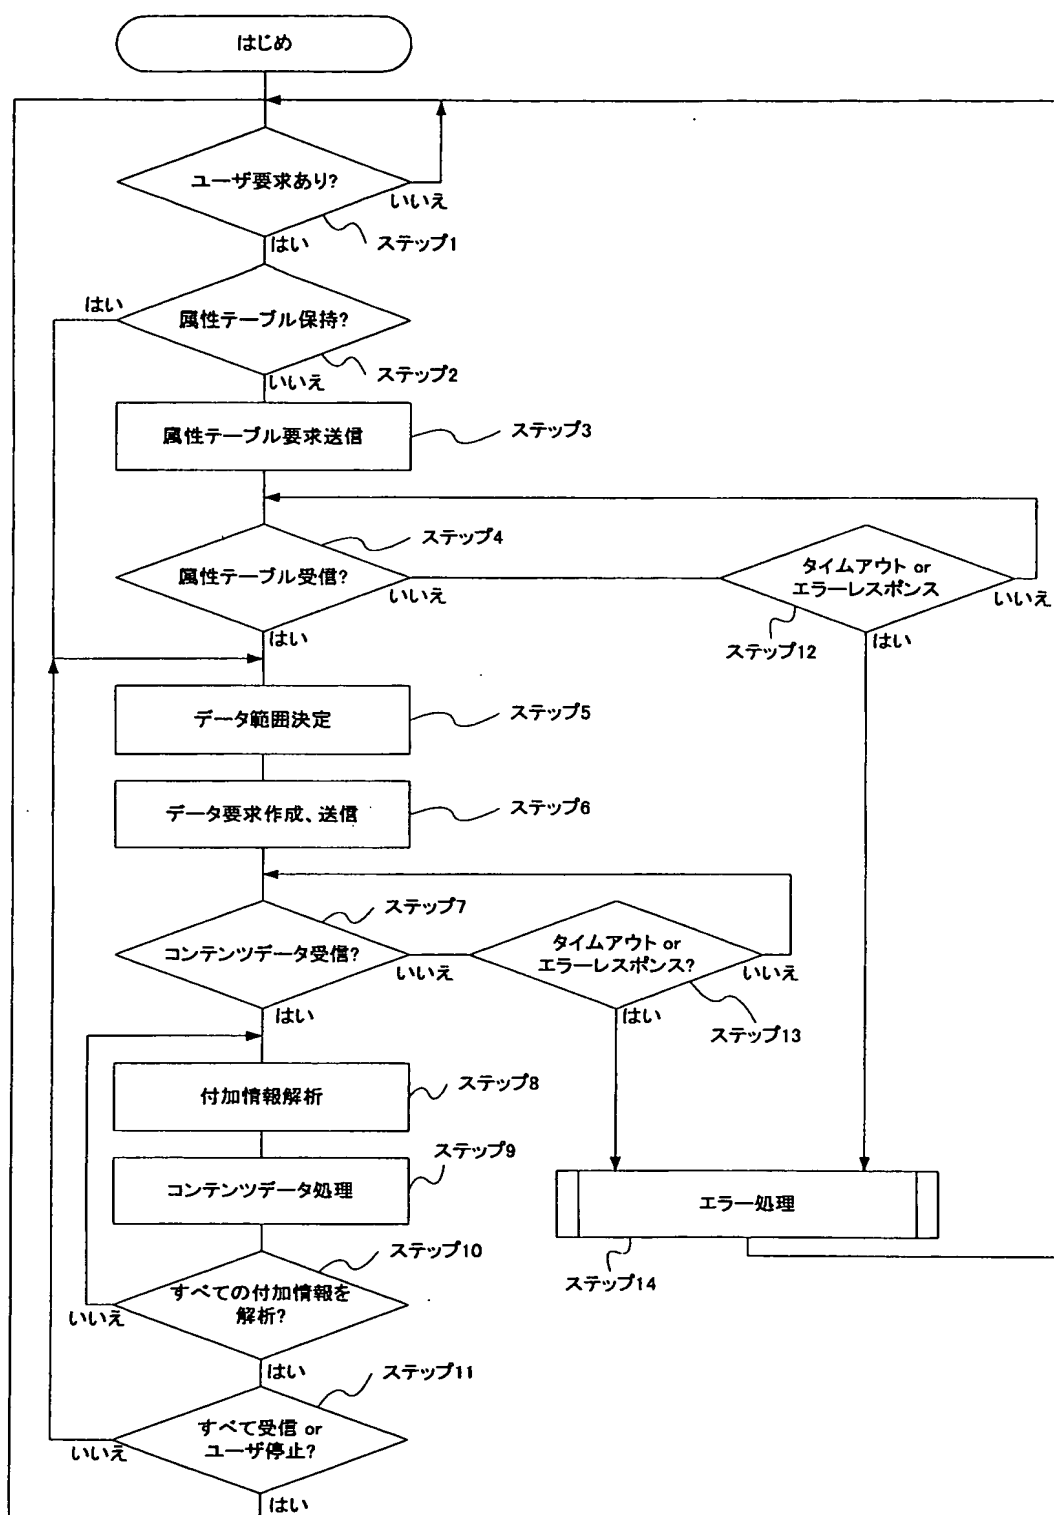 はじめ
ユーザ要求あり?
いいえ
ステップ1
はい
はい
属性テーブル保持?
ステップ2
いいえ
属性テーブル要求送信
ステップ3
ステップ4
属性テーブル受信?
いいえ
はい
タイムアウト or
エラーレスポンス
いいえ
ステップ12
はい
データ範囲決定
ステップ5
データ要求作成、送信
ステップ6
ステップ7
コンテンツデータ受信?
いいえ
はい
タイムアウト or
エラーレスポンス?
いいえ
はい
ステップ13
付加情報解析
ステップ8
ステップ9
コンテンツデータ処理
エラー処理
ステップ14
ステップ10
すべての付加情報を
解析?
いいえ
はい
ステップ11
すべて受信 or
ユーザ停止?
いいえ
はい